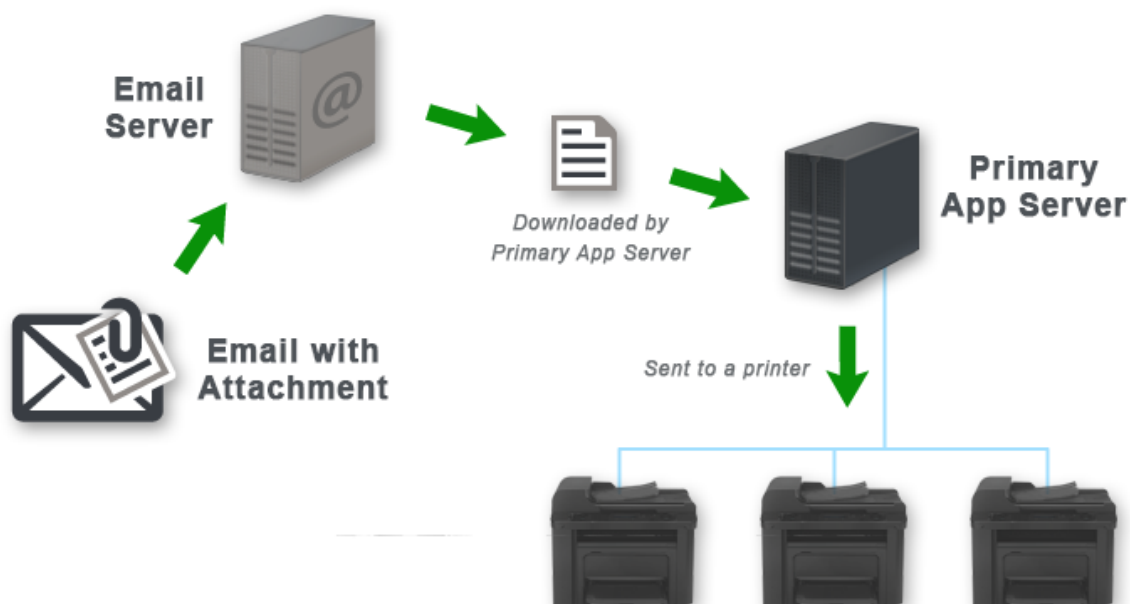 Email
Server
@
Downloaded by
Primary App Server
Primary
App Server
Email with
Attachment
Sent to a printer